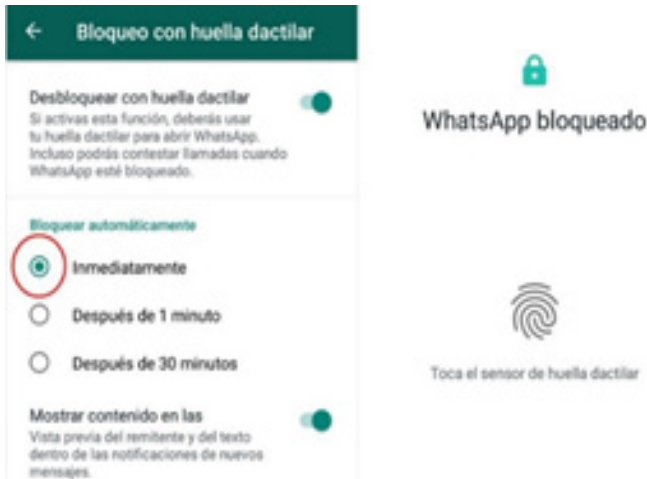 Bloqueo con huella dactilar
Desbloquear con huella dactilar
Si activas esta función, deberás usar
tu huella dactilar para abrir WhatsApp.
Incluso podrás contestar llamadas cuando
WhatsApp esté bloqueado.
Bloquear automáticamente
Inmediatamente
Después de 1 minuto
Después de 30 minutos
Mostrar contenido en las
Vista previa del remitente y del texto
dentro de las notificaciones de nuevos
mensajes.
WhatsApp bloqueado
Toca el sensor de huella dactilar